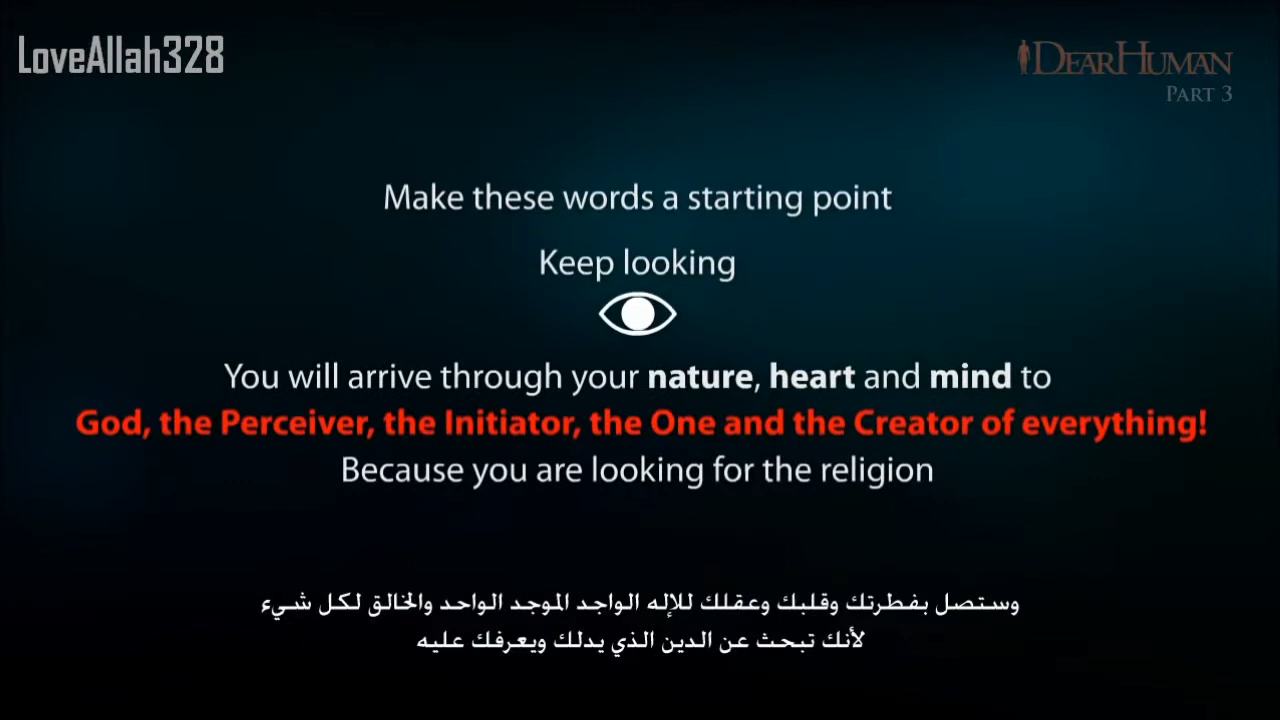 LoveAllah328
DEARHUMAN
PART 3
Make these words a starting point
Keep looking
You will arrive through your nature, heart and mind to
God, the Perceiver, the Initiator, the One and the Creator of everything!
Because you are looking for the religion
وستصل بفطرتك وقلبك وعقلك للإله الواجد الموجد الواحد والخالق لكل شيء
لأنك تبحث عن الدين الذي يدلك ويعرفك عليه